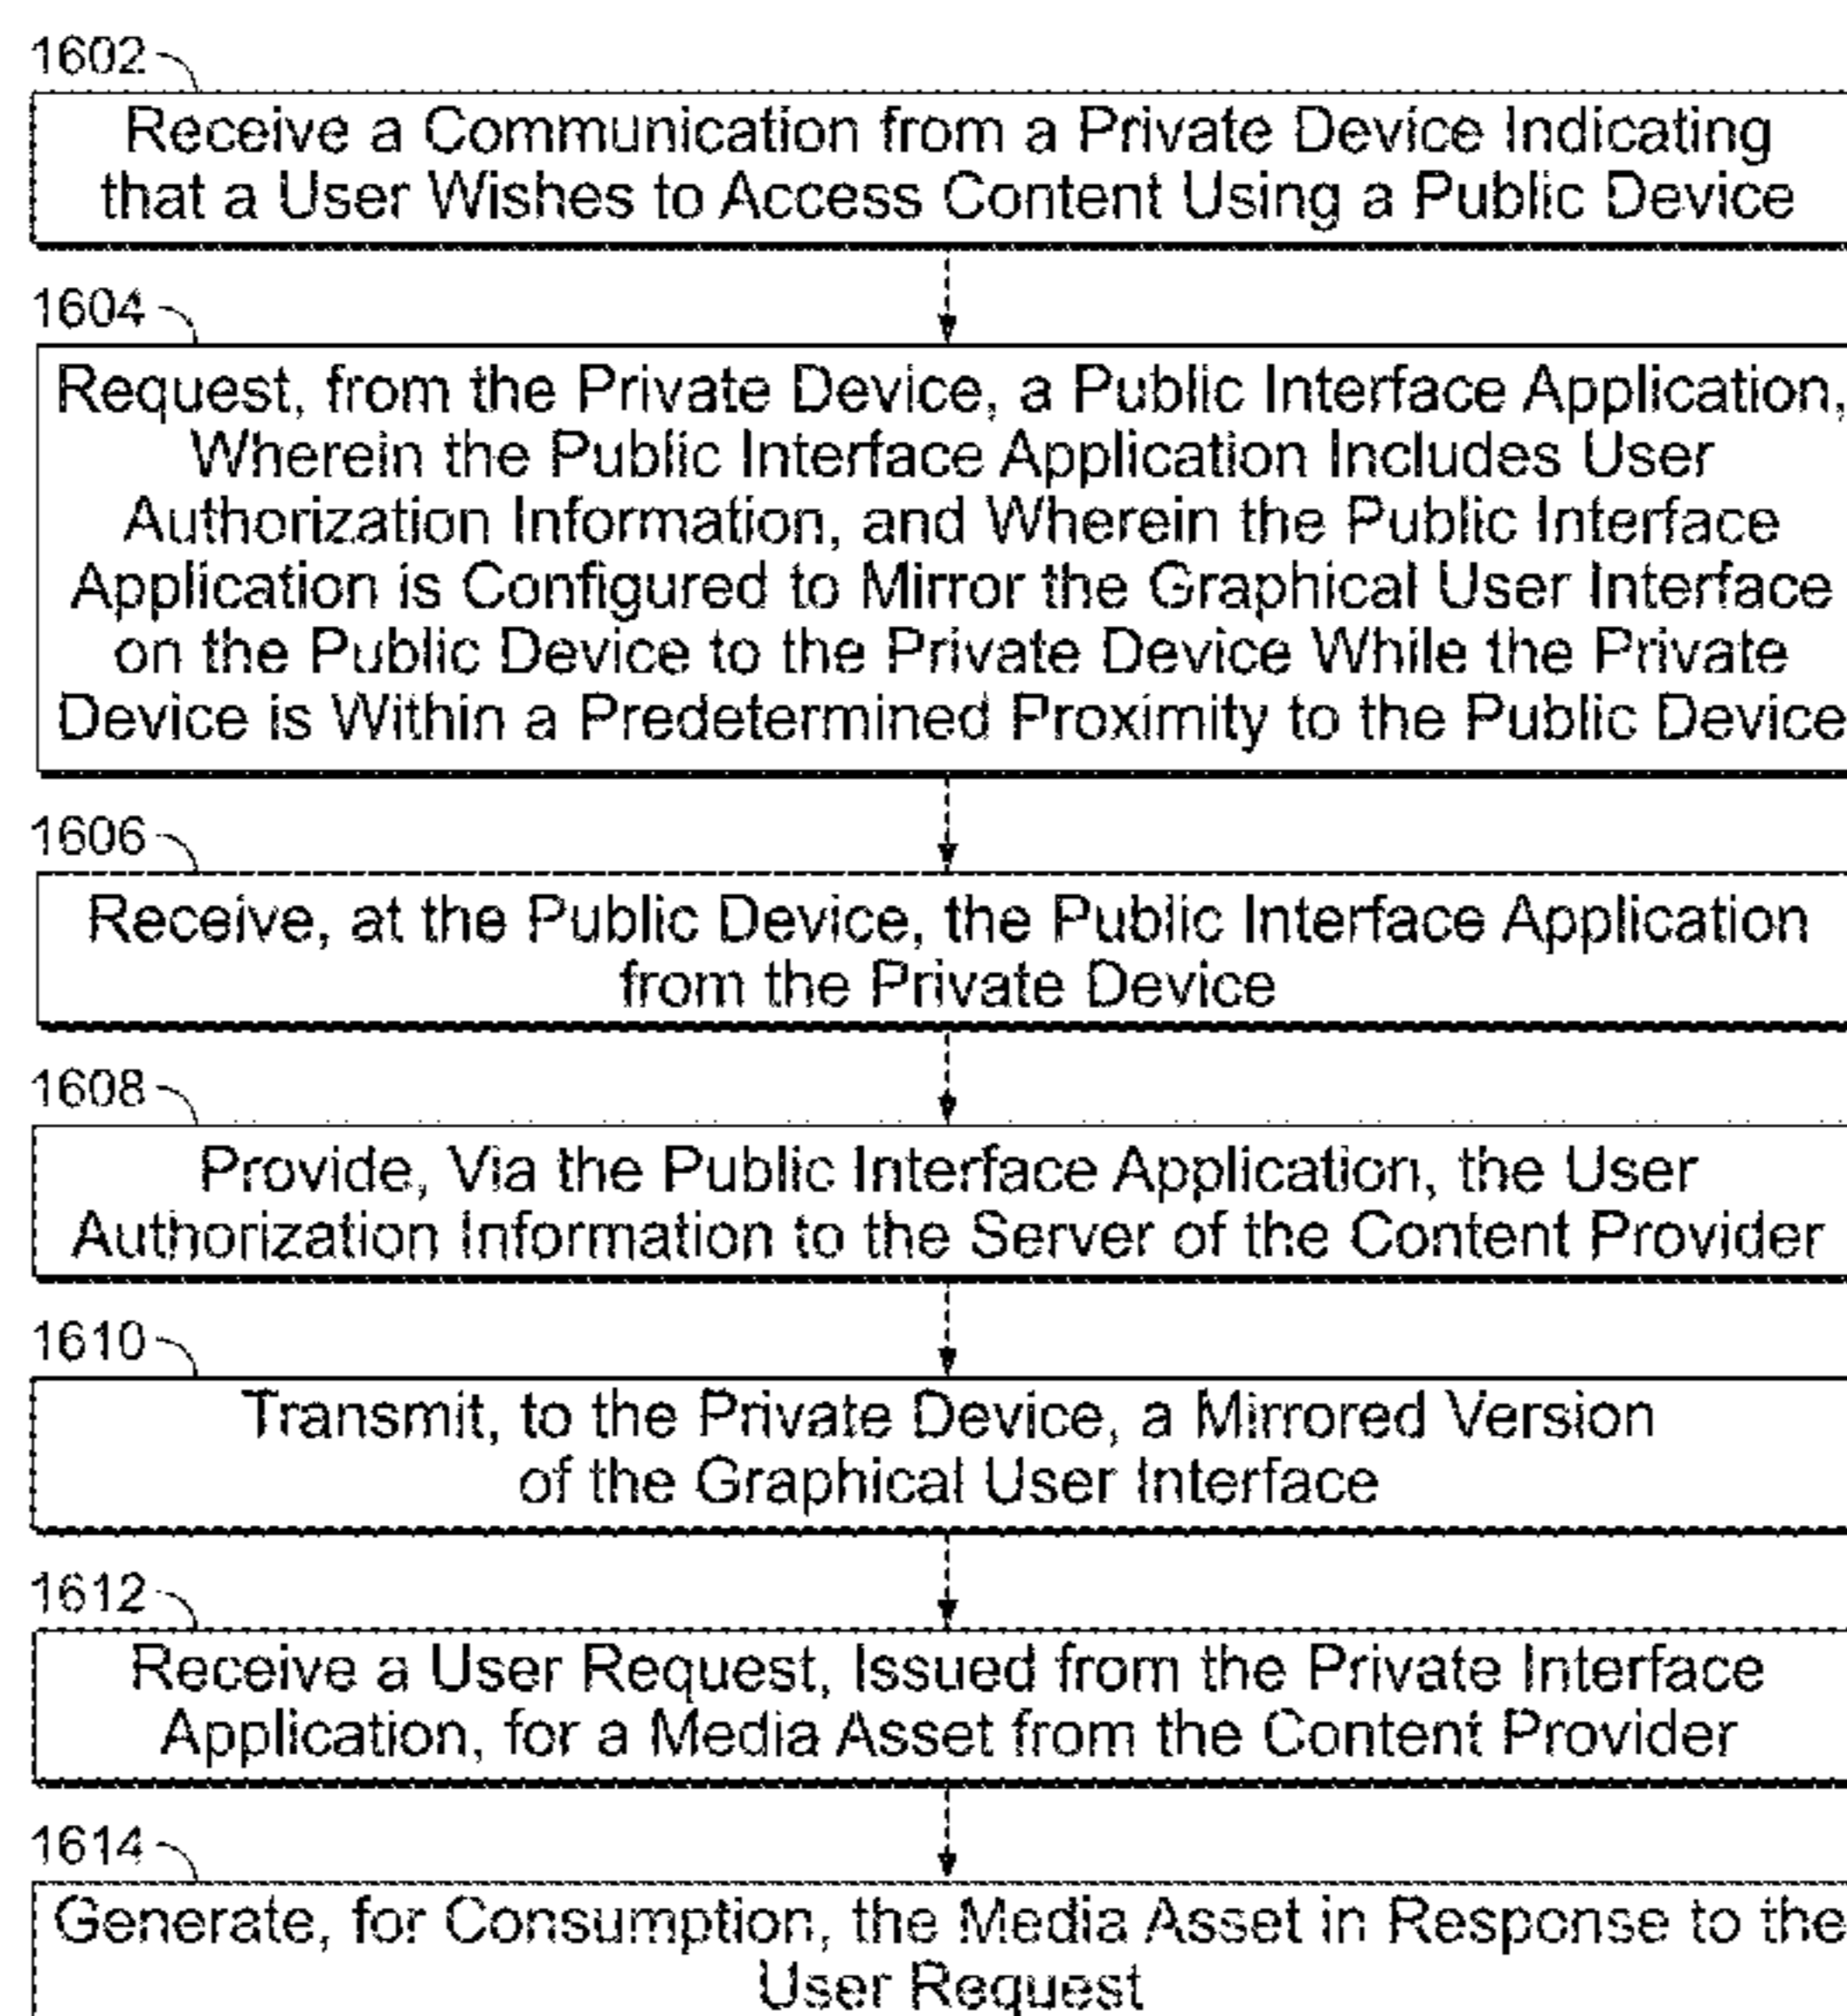 1602
Receive a Communication from a Private Device Indicating
that a User Wishes to Access Content Using a Public Device
1604
Request, from the Private Device, a Public Interface Application,
Wherein the Public Interface Application Includes User
Authorization Information, and Wherein the Public Interface
Application is Configured to Mirror the Graphical User Interface
on the Public Device to the Private Device While the Private
Device is Within a Predetermined Proximity to the Public Device
1606
Receive, at the Public Device, the Public Interface Application
from the Private Device
1608
Provide, Via the Public Interface Application, the User
Authorization Information to the Server of the Content Provider
1610
Transmit, to the Private Device, a Mirrored Version
of the Graphical User Interface
1612
Receive a User Request, Issued from the Private Interface
Application, for a Media Asset from the Content Provider
1614
Generate, for Consumption, the Media Asset in Response to the
User Request